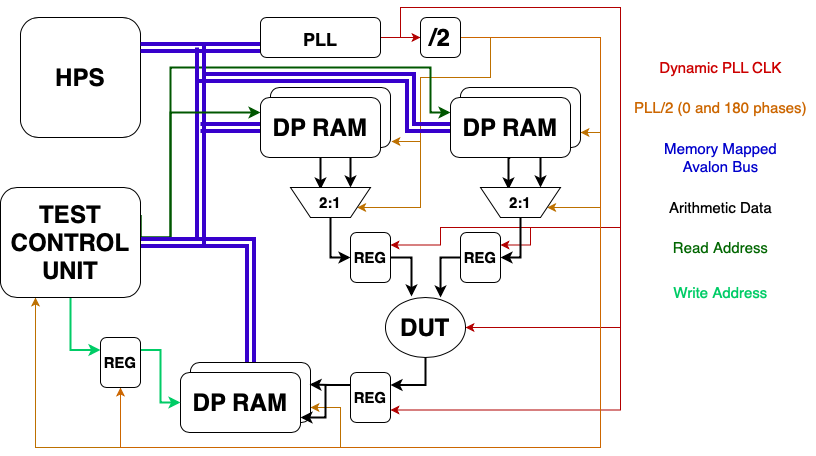 PLL
/2
HPS
Dynamic PLL CLK
PLL/2 (0 and 180 phases)
DP RAM
DP RAM
Memory Mapped
Avalon Bus
2:1
2:1
Arithmetic Data
TEST
CONTROL
UNIT
Read Address
REG
REG
Write Address
DUT
REG
DP RAM
REG